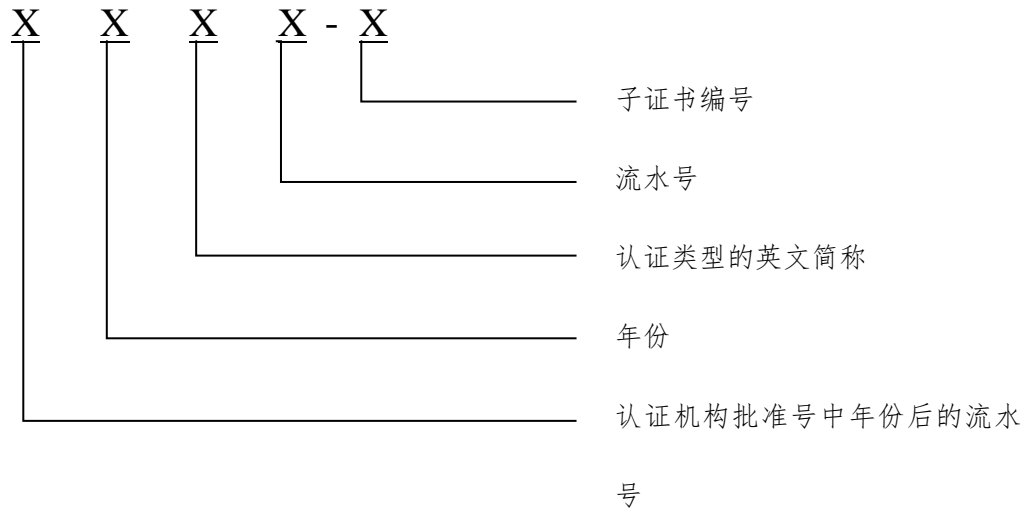 X X X X - X
子证书编号
流水号
认证类型的英文简称
年份
认证机构批准号中年份后的流水
号